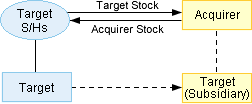 Target
S/Hs
Target Stock
Acquirer Stock
Acquirer
Target
Target
(Subsidiary)